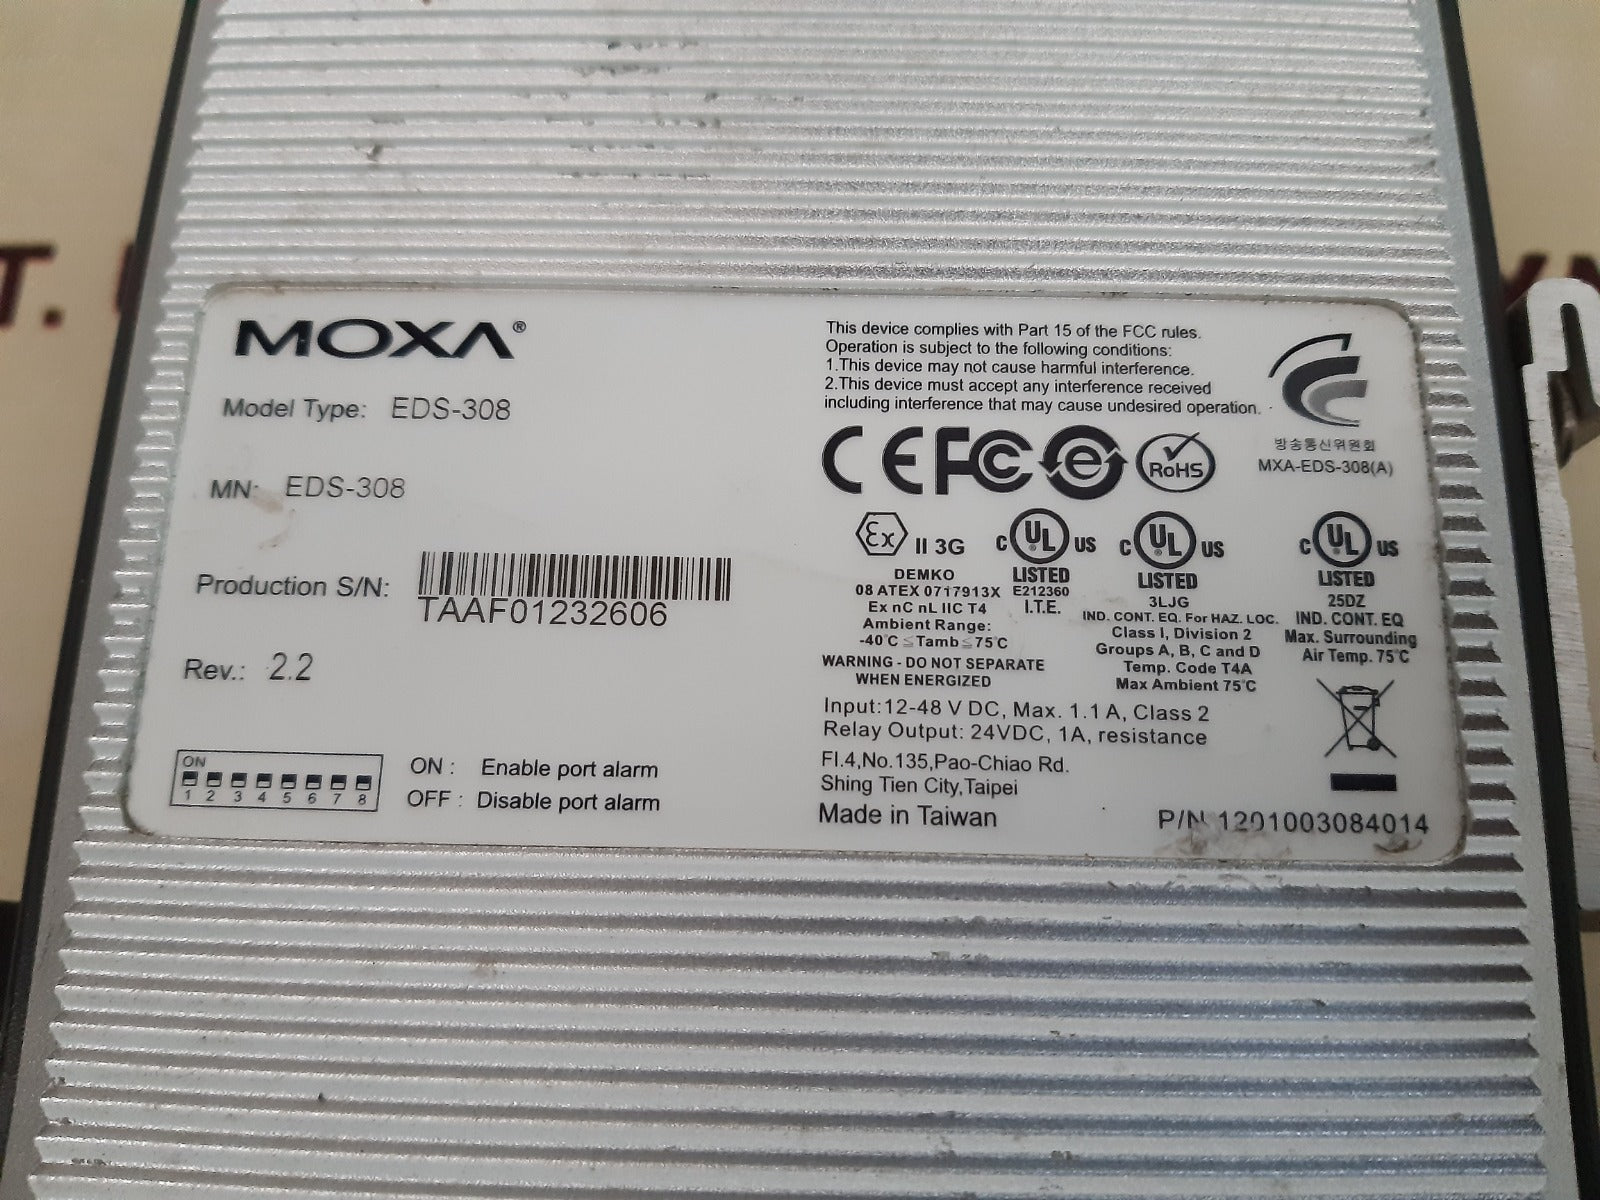 MOXA®
Model Type: EDS-308
MN: EDS-308
Production S/N:
TAAF01232606
Rev.: 2.2
ON
1 2 3 4 5 6 7 8
ON : Enable port alarm
OFF : Disable port alarm
This device complies with Part 15 of the FCC rules.
Operation is subject to the following conditions:
1.This device may not cause harmful interference.
2.This device must accept any interference received
including interference that may cause undesired operation.
방송통신위원회
MXA-EDS-308(A)
CE FC e RoHS
Ex II 3G
DEMKO
08 ATEX 0717913X
Ex nC nL IIC T4
Ambient Range:
-40°C ≤ Tamb ≤ 75°C
WARNING - DO NOT SEPARATE
WHEN ENERGIZED
C UL US
LISTED
E212360
I.T.E.
C UL US
LISTED
3LJG
IND. CONT. EQ. For HAZ. LOC.
Class I, Division 2
Groups A, B, C and D
Temp. Code T4A
Max Ambient 75°C
C UL US
LISTED
25DZ
IND. CONT. EQ
Max. Surrounding
Air Temp. 75°C
Input:12-48 V DC, Max. 1.1 A, Class 2
Relay Output: 24VDC, 1A, resistance
Fl.4,No.135,Pao-Chiao Rd.
Shing Tien City,Taipei
Made in Taiwan
P/N 1201003084014
T.